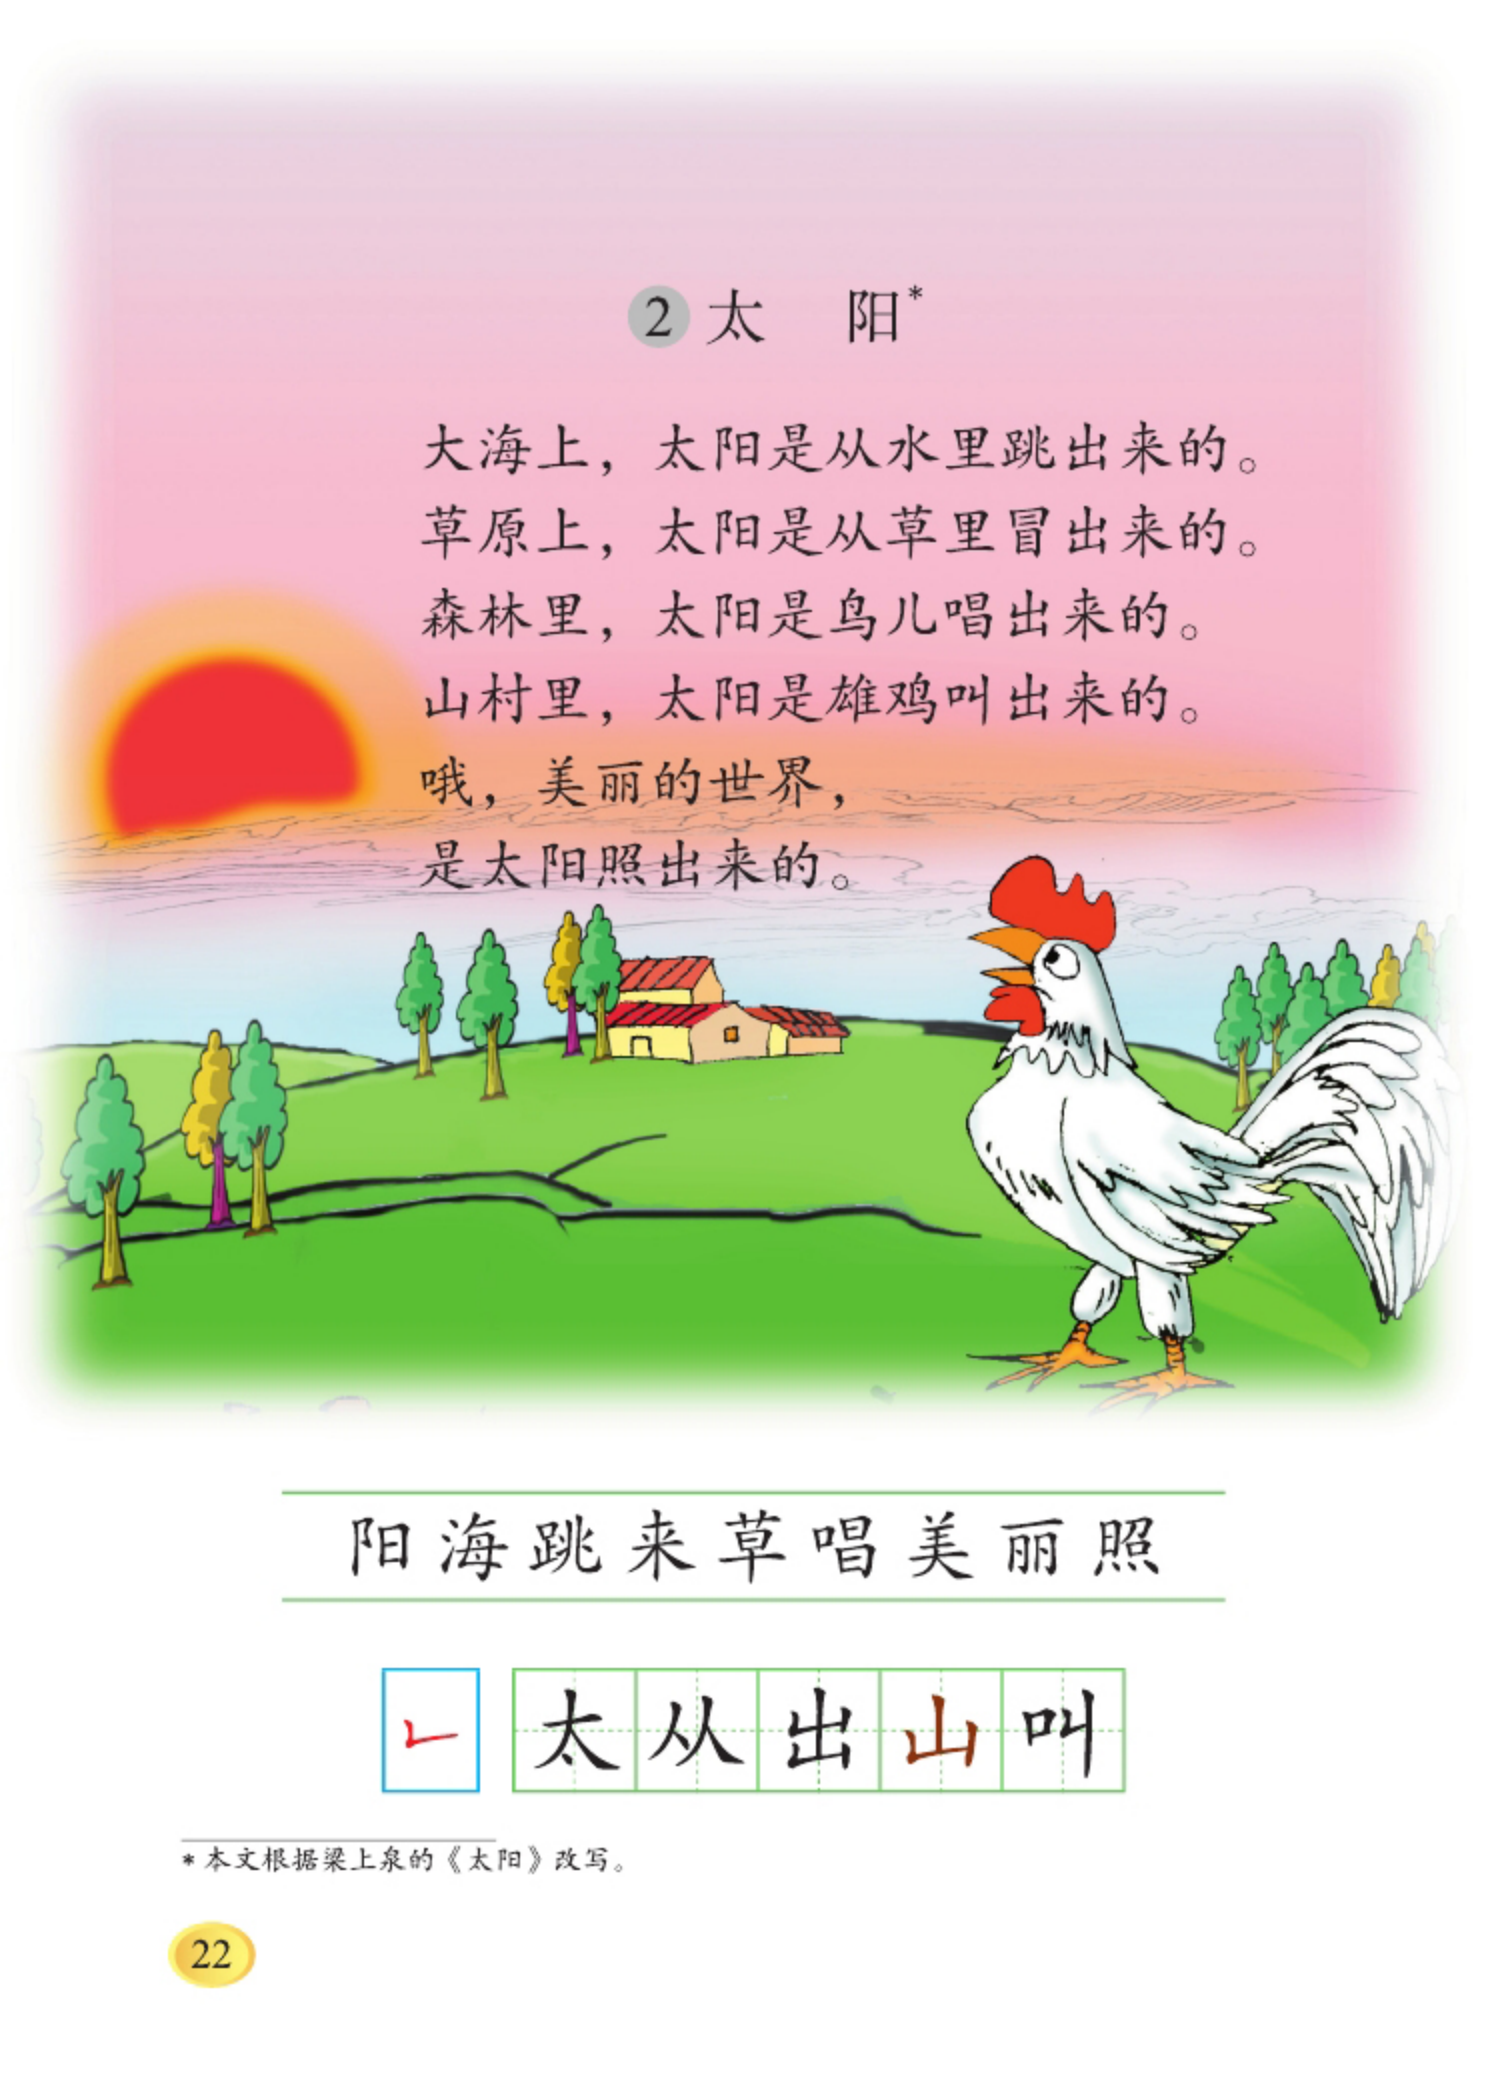 2 太 阳*
大海上，太阳是从水里跳出来的。
草原上，太阳是从草里冒出来的。
森林里，太阳是鸟儿唱出来的。
山村里，太阳是雄鸡叫出来的。
哦，美丽的世界，
是太阳照出来的。
阳 海 跳 来 草 唱 美 丽 照
㇗ 太 从 出 山 叫
* 本文根据梁上泉的《太阳》改写。
22